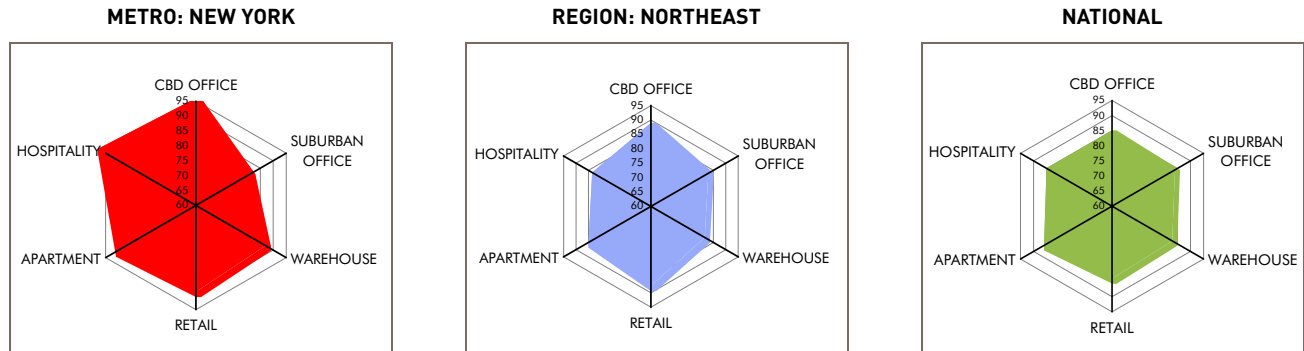 METRO: NEW YORK
CBD OFFICE
95
90
85
80
75
70
65
60
HOSPITALITY
SUBURBAN
OFFICE
APARTMENT
WAREHOUSE
RETAIL
REGION: NORTHEAST
CBD OFFICE
95
90
85
80
75
70
65
60
HOSPITALITY
SUBURBAN
OFFICE
APARTMENT
WAREHOUSE
RETAIL
NATIONAL
CBD OFFICE
95
90
85
80
75
70
65
60
HOSPITALITY
SUBURBAN
OFFICE
APARTMENT
WAREHOUSE
RETAIL